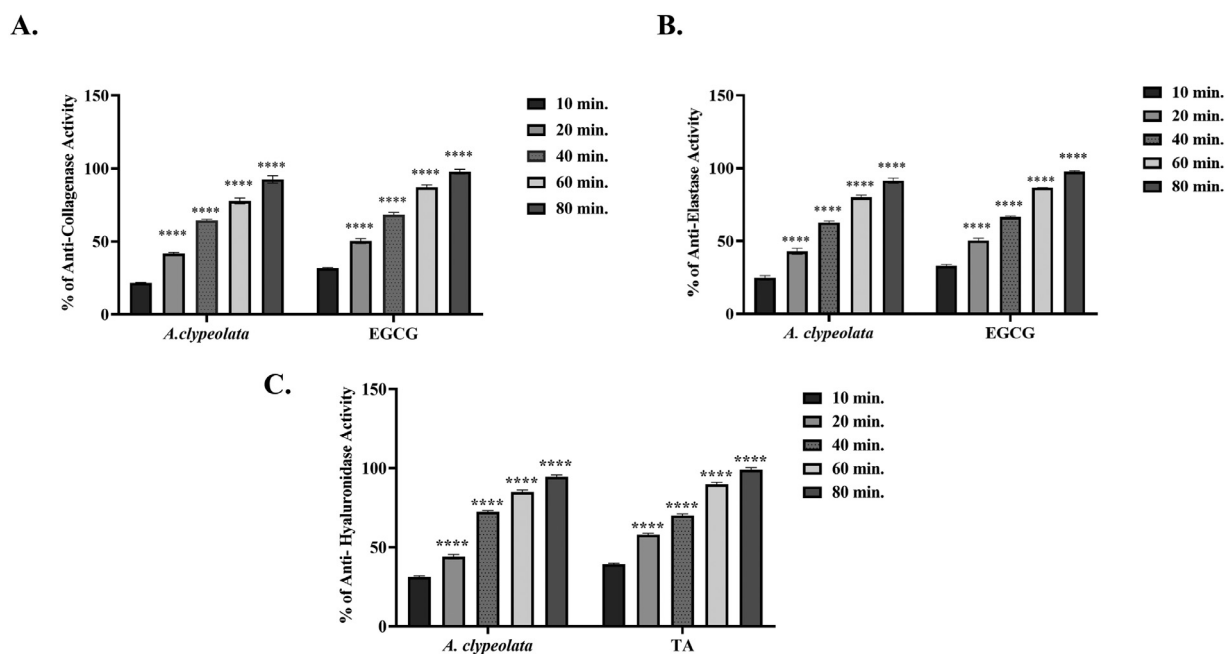 A.
% of Anti-Collagenase Activity
150
100
50
0
****
****
****
****
****
****
****
****
A.clypeolata
EGCG
10 min.
20 min.
40 min.
60 min.
80 min.
B.
% of Anti-Elastase Activity
150
100
50
0
****
****
****
****
****
****
****
****
A. clypeolata
EGCG
10 min.
20 min.
40 min.
60 min.
80 min.
C.
% of Anti- Hyaluronidase Activity
150
100
50
0
****
****
****
****
****
****
****
****
A. clypeolata
TA
10 min.
20 min.
40 min.
60 min.
80 min.